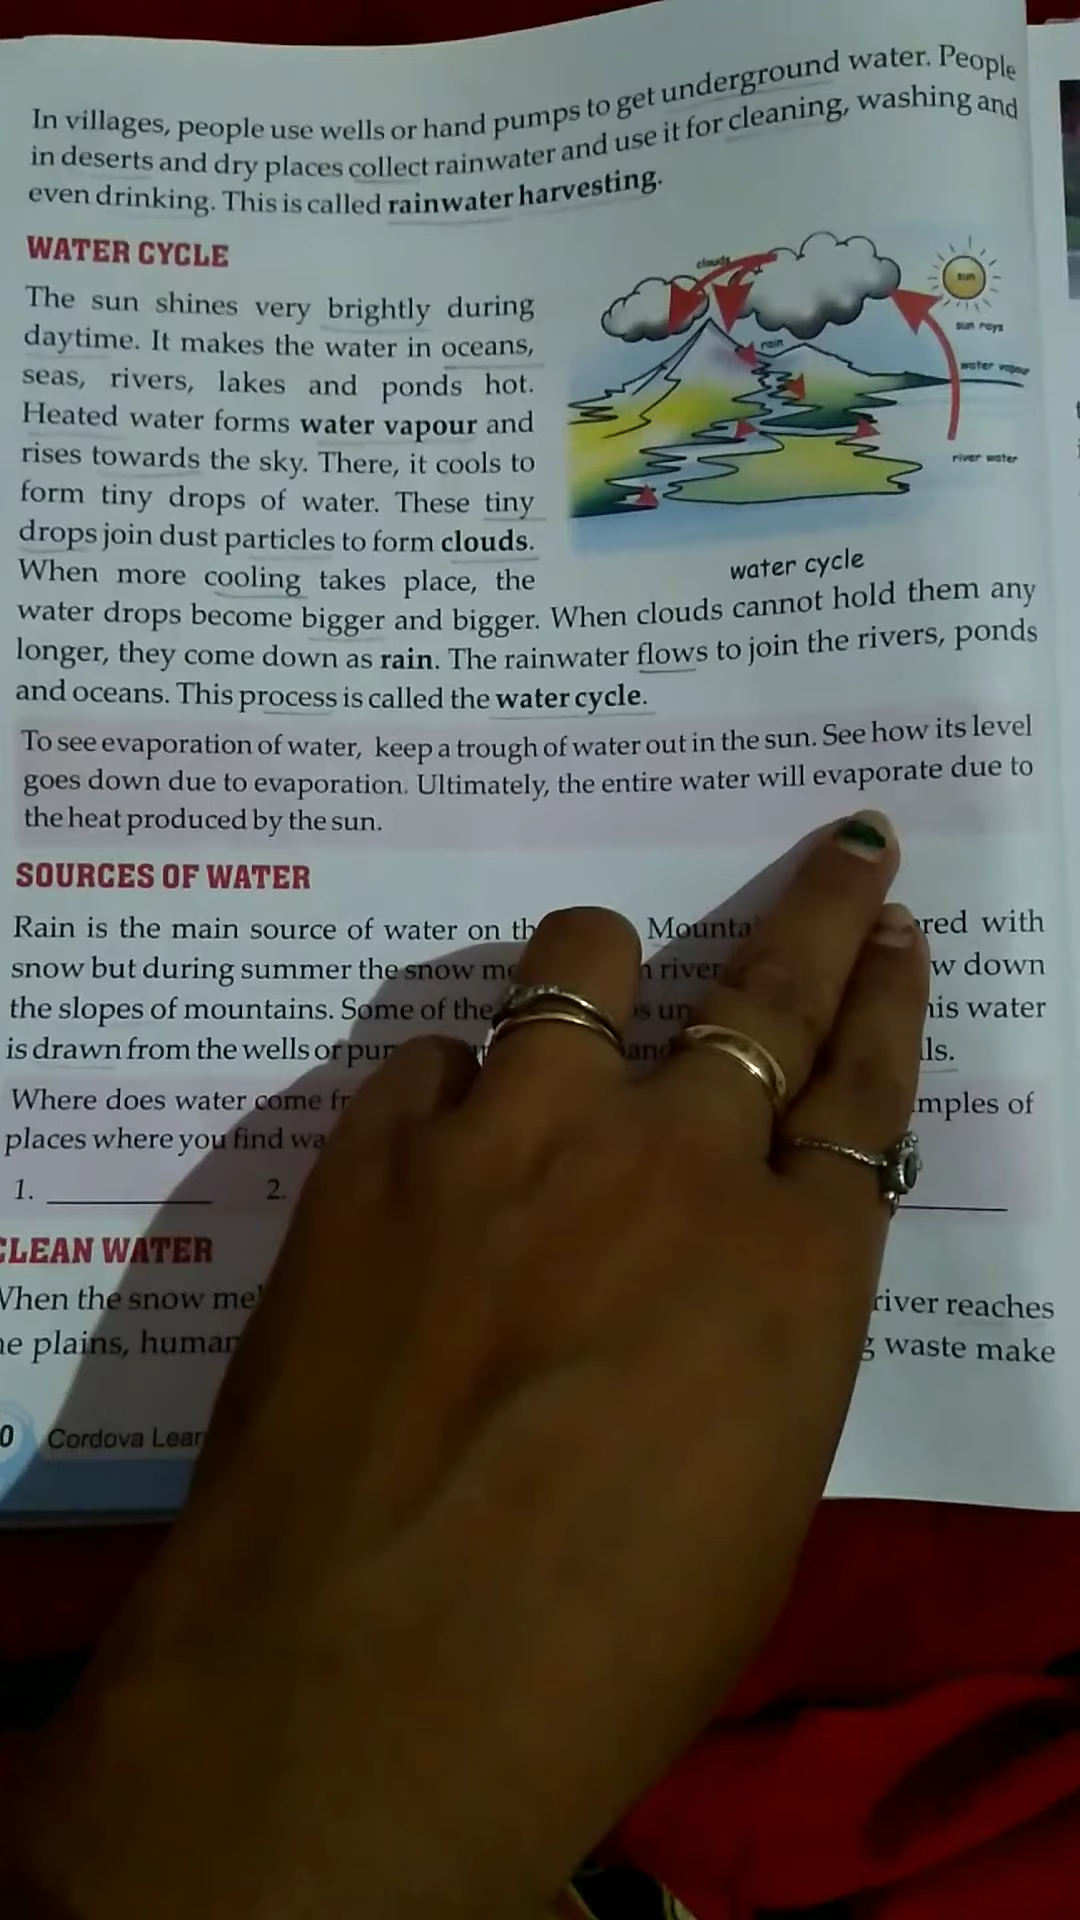 In villages, people use wells or hand pumps to get underground water. People
in deserts and dry places collect rainwater and use it for cleaning, washing and
even drinking. This is called rainwater harvesting.
WATER CYCLE
The sun shines very brightly during
daytime. It makes the water in oceans,
seas, rivers, lakes and ponds hot.
Heated water forms water vapour and
rises towards the sky. There, it cools to
form tiny drops of water. These tiny
drops join dust particles to form clouds.
When more cooling takes place, the
clouds
sun
sun rays
rain
water vapour
river water
water cycle
water drops become bigger and bigger. When clouds cannot hold them any
longer, they come down as rain. The rainwater flows to join the rivers, ponds
and oceans. This process is called the water cycle.
To see evaporation of water, keep a trough of water out in the sun. See how its level
goes down due to evaporation. Ultimately, the entire water will evaporate due to
the heat produced by the sun.
SOURCES OF WATER
Rain is the main source of water on with
snow but during summer the snow down
the slopes of mountains. Some of the water
is drawn from the wells or
Where does water come of
places where you find
1. 2.
CLEAN WATER
When the snow river reaches
plains, waste make
Cordova